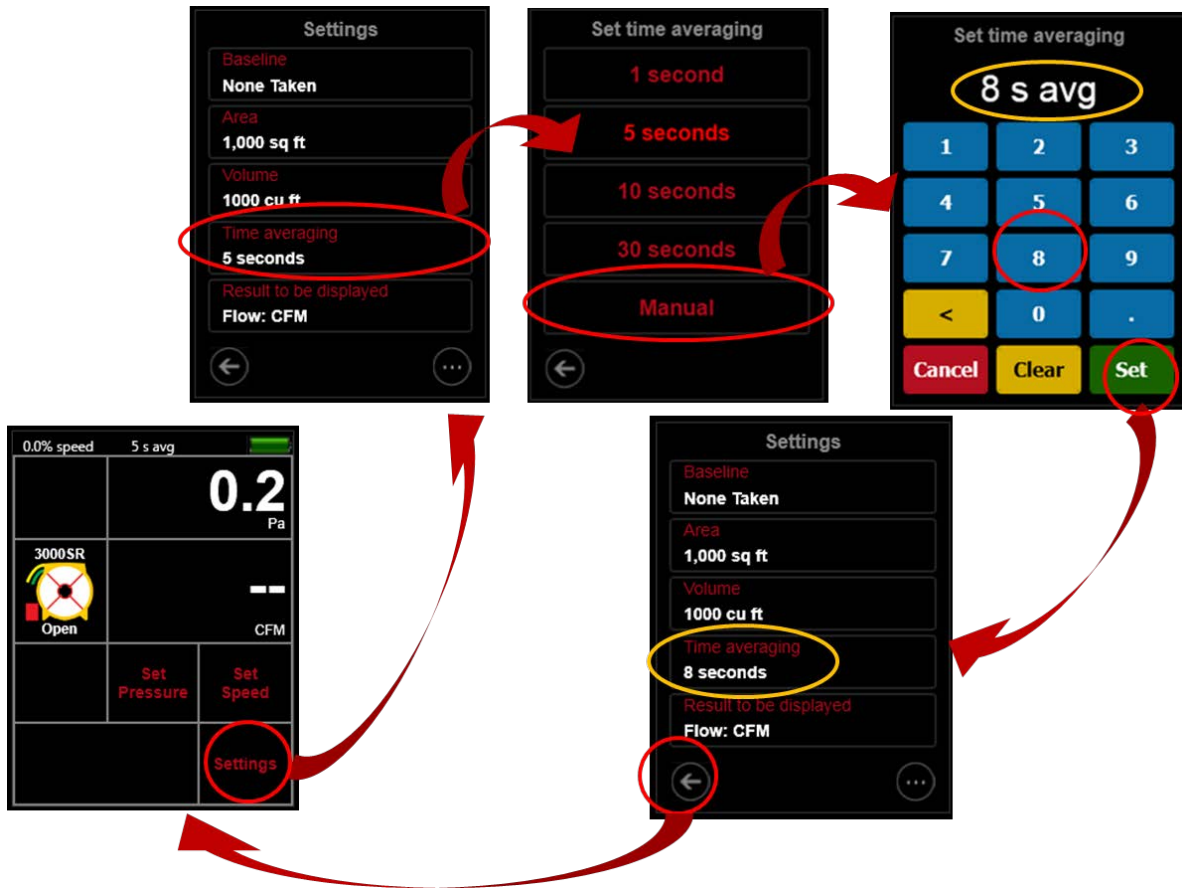 Settings
Baseline
None Taken
Area
1,000 sq ft
Volume
1000 cu ft
Time averaging
5 seconds
Result to be displayed
Flow: CFM
Set time averaging
1 second
5 seconds
10 seconds
30 seconds
Manual
Set time averaging
8 s avg
1 2 3
4 5 6
7 8 9
< 0 .
Cancel Clear Set
0.0% speed 5 s avg
0.2
Pa
3000SR
Open
--
CFM
Set
Pressure
Set
Speed
Settings
Settings
Baseline
None Taken
Area
1,000 sq ft
Volume
1000 cu ft
Time averaging
8 seconds
Result to be displayed
Flow: CFM